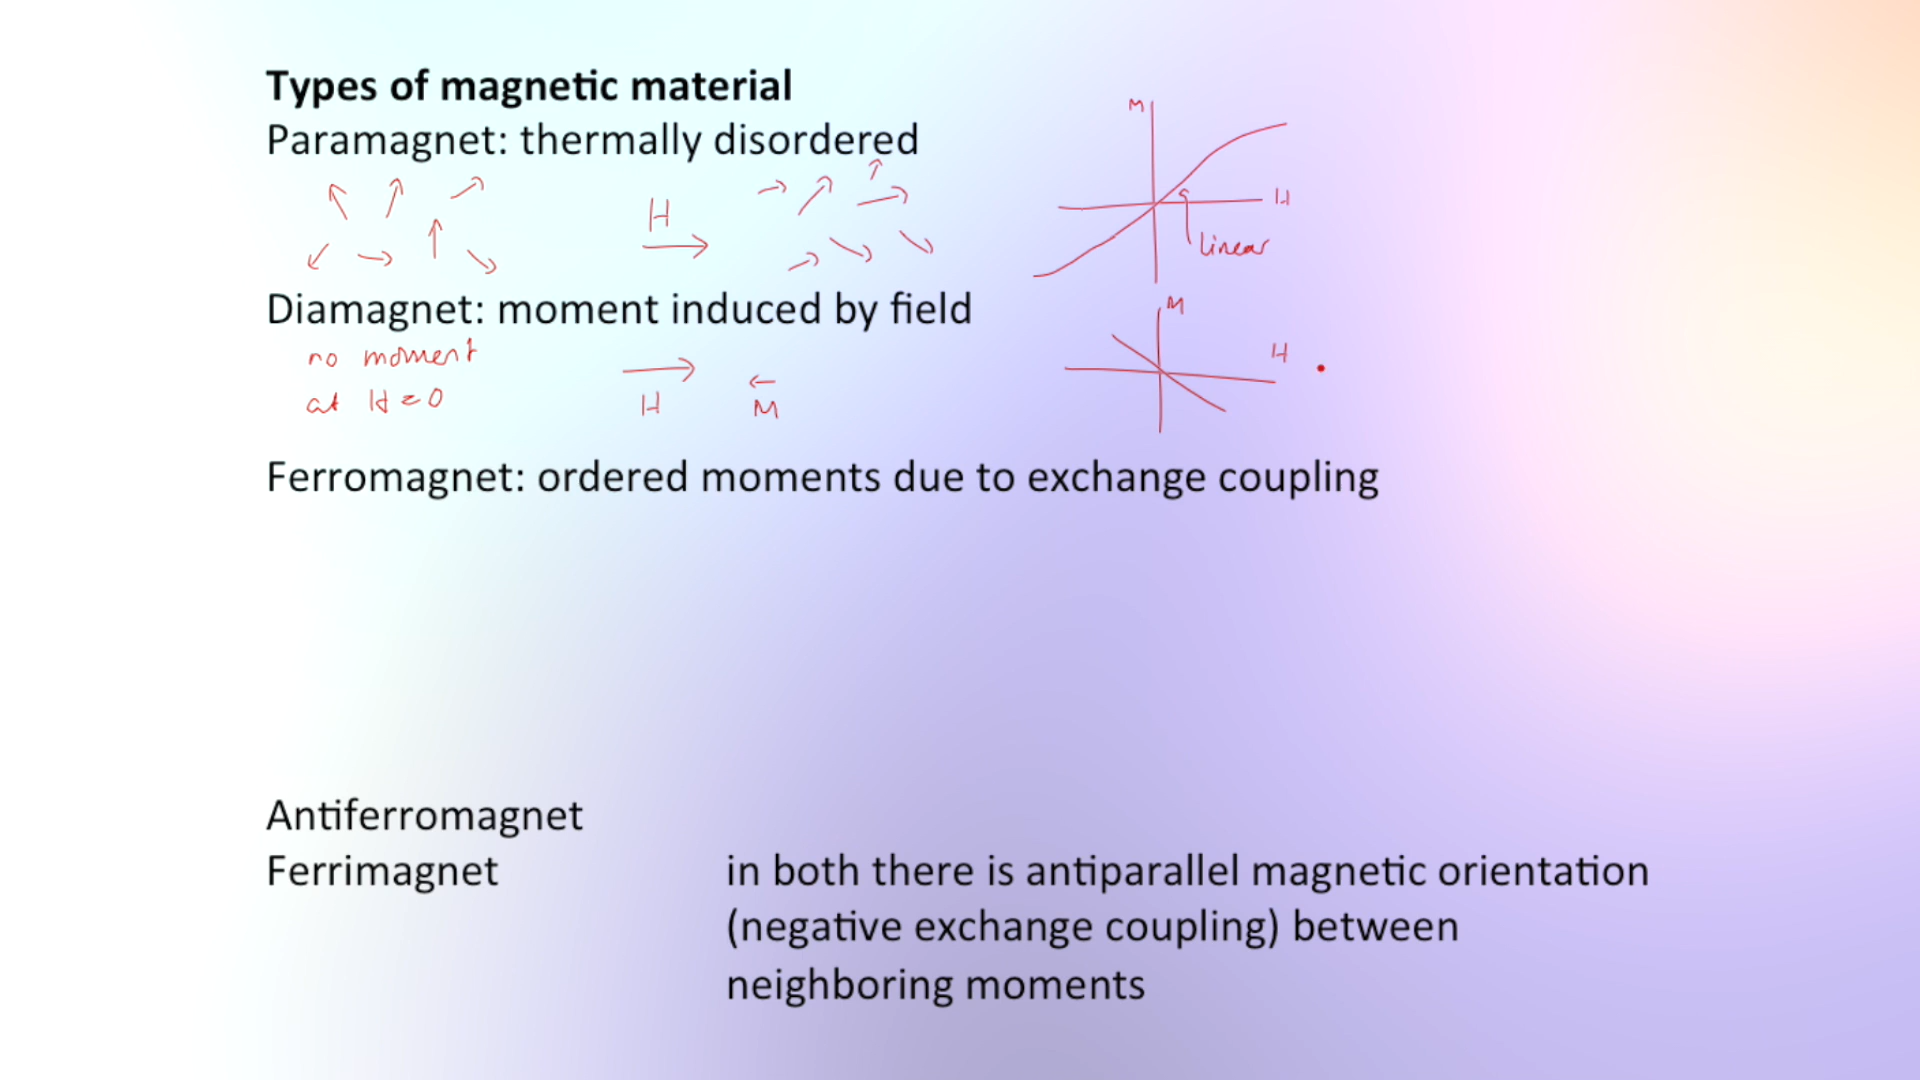 Types of magnetic material
M
Paramagnet: thermally disordered
H
H
linear
Diamagnet: moment induced by field
M
no moment
H
at H = 0
H
M
Ferromagnet: ordered moments due to exchange coupling
Antiferromagnet
Ferrimagnet in both there is antiparallel magnetic orientation
(negative exchange coupling) between
neighboring moments